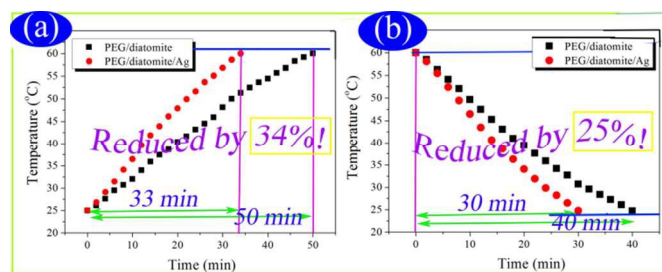 (a)
PEG/diatomite
PEG/diatomite/Ag
Reduced by 34%!
33 min
50 min
Temperature (°C)
60
55
50
45
40
35
30
25
20
0 10 20 30 40 50
Time (min)
(b)
PEG/diatomite
PEG/diatomite/Ag
Reduced by 25%!
30 min
40 min
Temperature (°C)
60
55
50
45
40
35
30
25
20
0 10 20 30 40
Time (min)